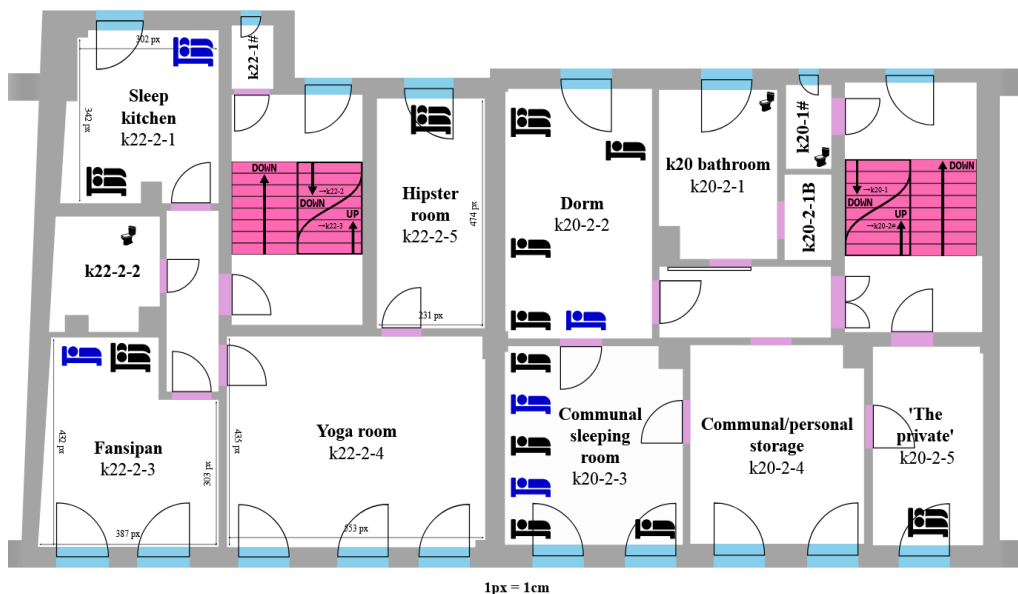 302 px
342 px
Sleep
kitchen
k22-2-1
k22-1#
DOWN
→k22-2
DOWN
UP
→k22-3
Hipster
room
k22-2-5
474 px
231 px
k22-2-2
432 px
Fansipan
k22-2-3
303 px
387 px
435 px
Yoga room
k22-2-4
553 px
Dorm
k20-2-2
k20 bathroom
k20-2-1
k20-1#
k20-2-1B
DOWN
→k20-1
DOWN
UP
→k20-2#
Communal
sleeping
room
k20-2-3
Communal/personal
storage
k20-2-4
'The
private'
k20-2-5
1px = 1cm